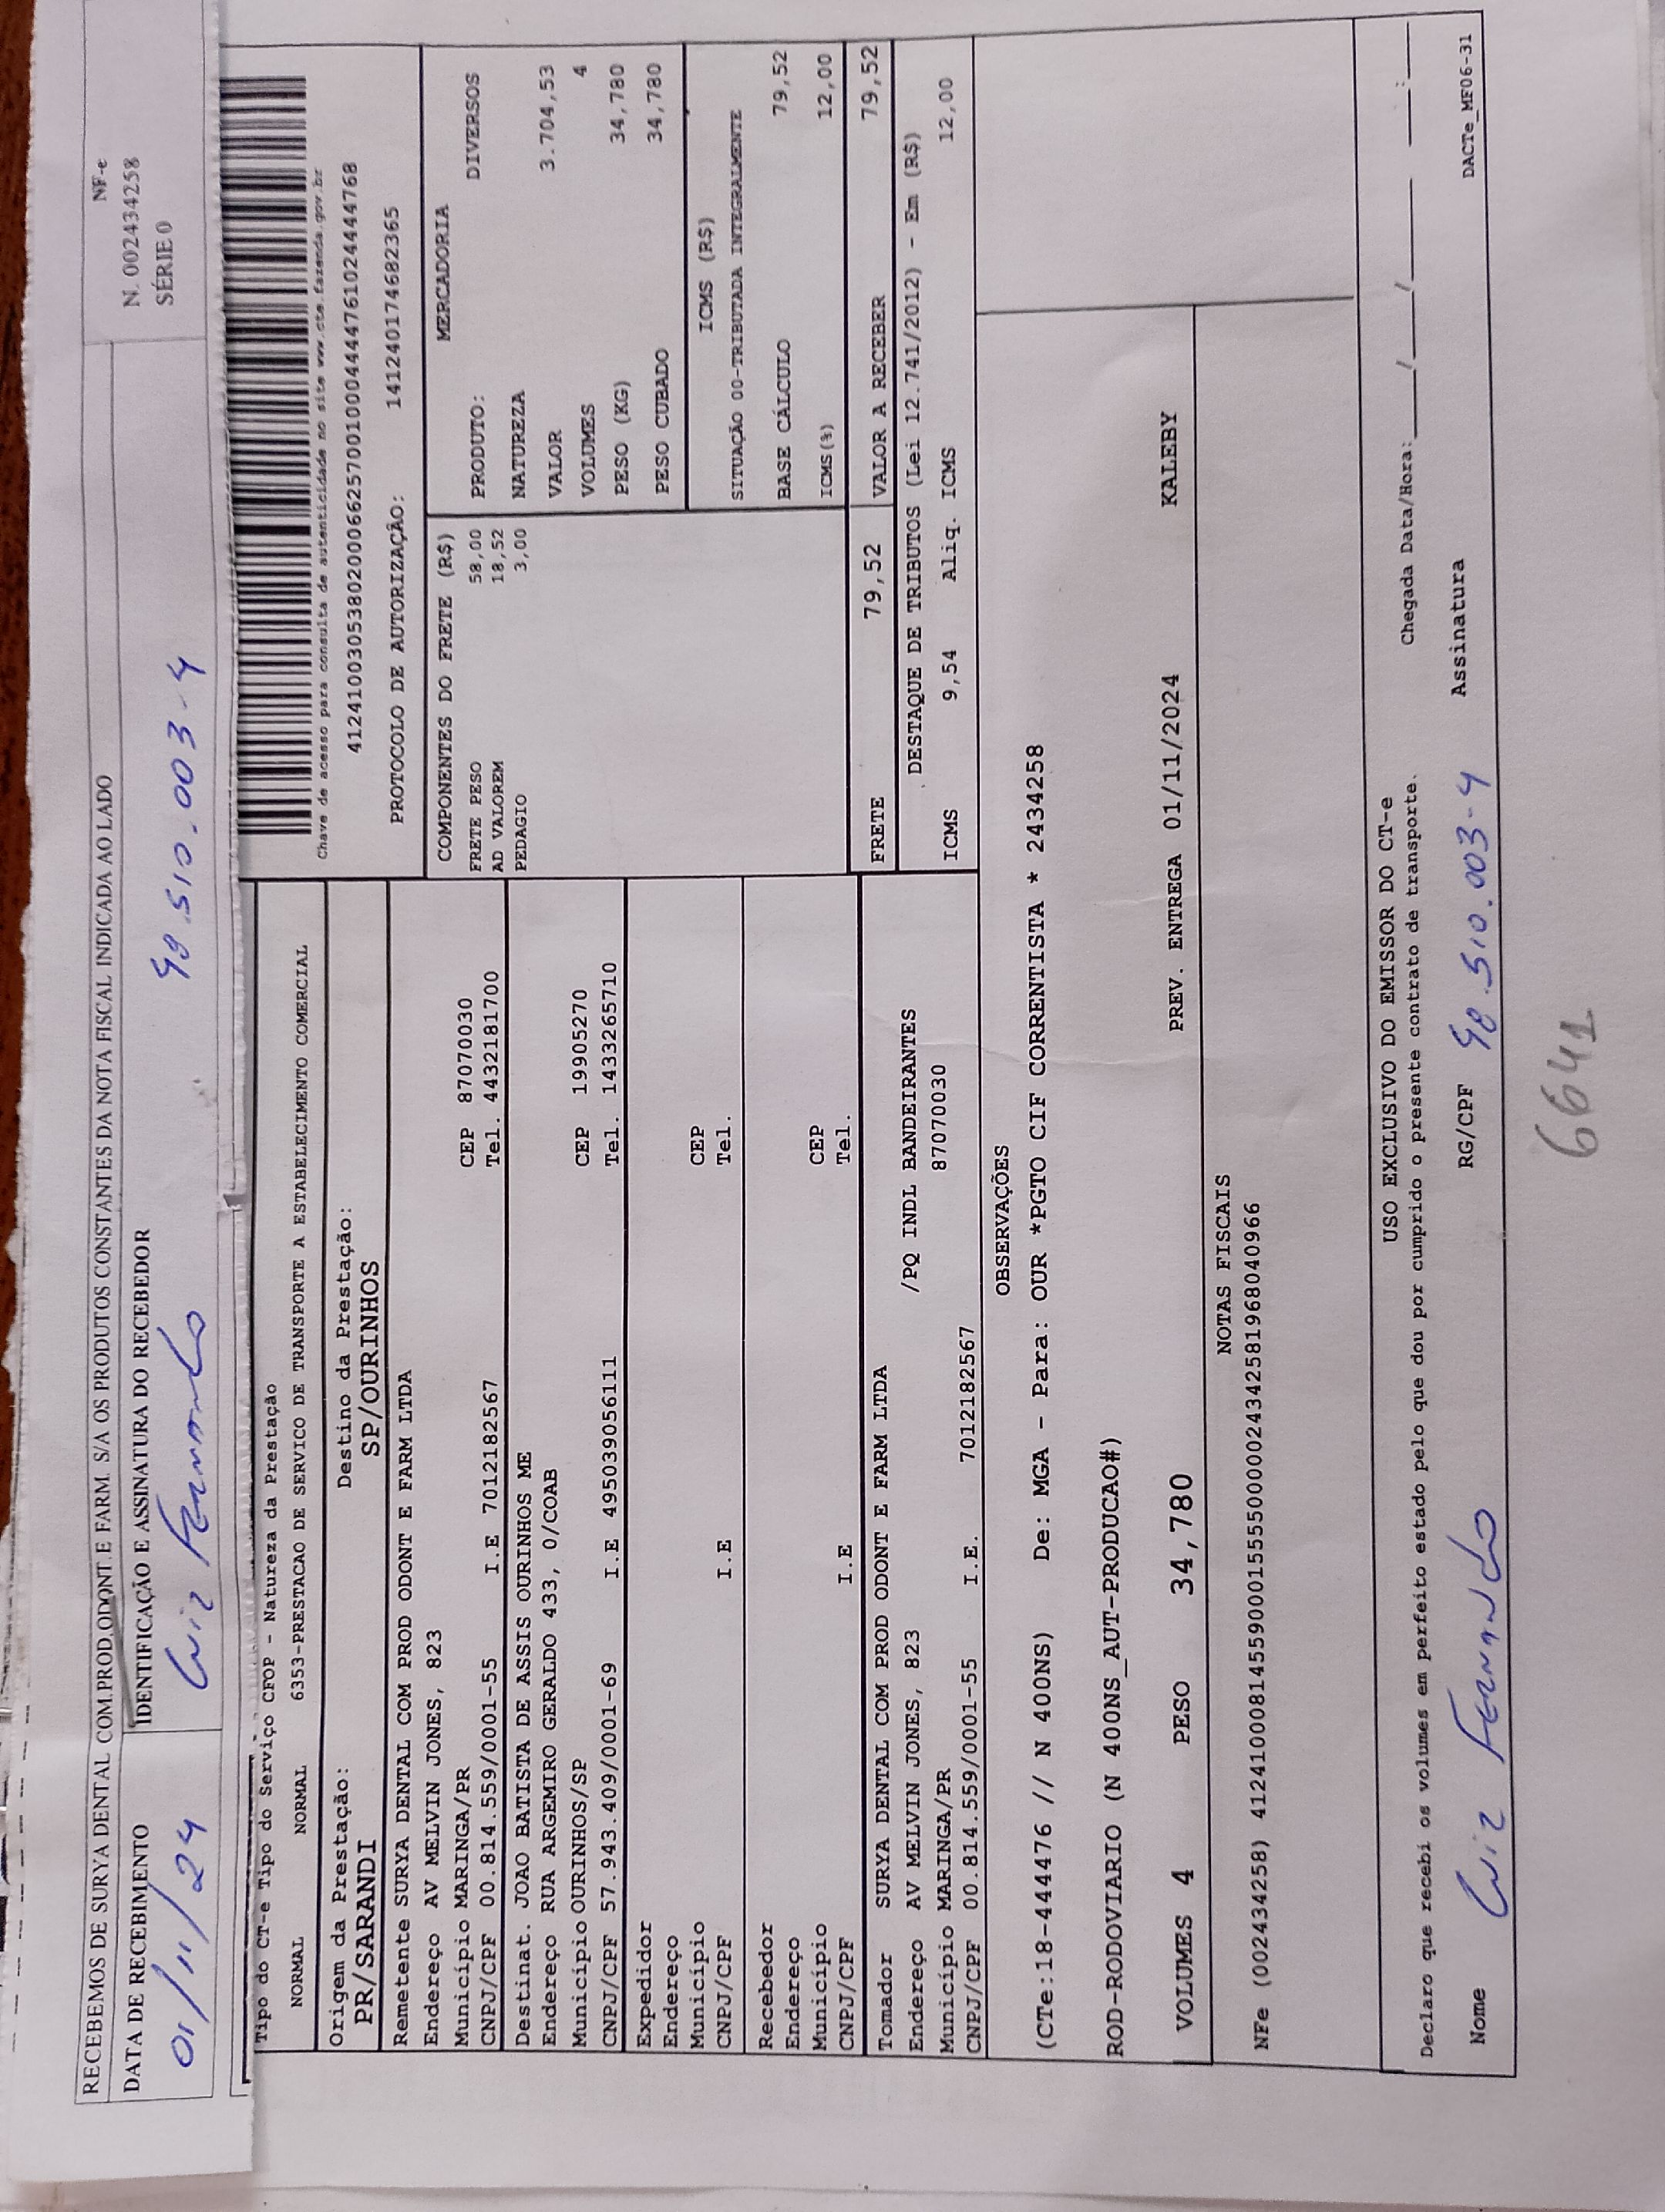 RECEBEMOS DE SURYA DENTAL COM.PROD.ODONT.E FARM. S/A OS PRODUTOS CONSTANTES DA NOTA FISCAL INDICADA AO LADO
NF-e
N. 002434258
SÉRIE 0
DATA DE RECEBIMENTO
01/11/24
IDENTIFICAÇÃO E ASSINATURA DO RECEBEDOR
Luiz Fernando
48.510.003-4
Tipo do CT-e Tipo do Serviço CFOP - Natureza da Prestação
NORMAL NORMAL 6353-PRESTACAO DE SERVICO DE TRANSPORTE A ESTABELECIMENTO COMERCIAL
Origem da Prestação: Destino da Prestação:
PR/SARANDI SP/OURINHOS
Chave de acesso para consulta de autenticidade no site www.cte.fazenda.gov.br
41241003053802000662570010004444761024444768
PROTOCOLO DE AUTORIZAÇÃO: 141240174682365
Remetente SURYA DENTAL COM PROD ODONT E FARM LTDA
Endereço AV MELVIN JONES, 823
Município MARINGA/PR CEP 87070030
CNPJ/CPF 00.814.559/0001-55 I.E 7012182567 Tel. 4432181700
Destinat. JOAO BATISTA DE ASSIS OURINHOS ME
Endereço RUA ARGEMIRO GERALDO 433, 0/COAB
Município OURINHOS/SP CEP 19905270
CNPJ/CPF 57.943.409/0001-69 I.E 495039056111 Tel. 1433265710
Expedidor
Endereço
Município CEP
CNPJ/CPF I.E Tel.
Recebedor
Endereço
Município CEP
CNPJ/CPF I.E Tel.
Tomador SURYA DENTAL COM PROD ODONT E FARM LTDA
Endereço AV MELVIN JONES, 823 /PQ INDL BANDEIRANTES
Município MARINGA/PR 87070030
CNPJ/CPF 00.814.559/0001-55 I.E. 7012182567
COMPONENTES DO FRETE (R$)
FRETE PESO 58,00
AD VALOREM 18,52
PEDAGIO 3,00
MERCADORIA
PRODUTO: DIVERSOS
NATUREZA
VALOR 3.704,53
VOLUMES 4
PESO (KG) 34,780
PESO CUBADO 34,780
ICMS (R$)
SITUAÇÃO 00-TRIBUTADA INTEGRALMENTE
BASE CÁLCULO 79,52
ICMS(%) 12,00
FRETE 79,52 VALOR A RECEBER 79,52
DESTAQUE DE TRIBUTOS (Lei 12.741/2012) - Em (R$)
ICMS 9,54 Aliq. ICMS 12,00
OBSERVAÇÕES
(CTe:18-444476 // N 400NS) De: MGA - Para: OUR *PGTO CIF CORRENTISTA * 2434258
ROD-RODOVIARIO (N 400NS_AUT-PRODUCAO#)
VOLUMES 4 PESO 34,780 PREV. ENTREGA 01/11/2024 KALEBY
NOTAS FISCAIS
NFe (002434258) 41241000814559000155550000024342581968040966
USO EXCLUSIVO DO EMISSOR DO CT-e
Declaro que recebi os volumes em perfeito estado pelo que dou por cumprido o presente contrato de transporte. Chegada Data/Hora:____/____/____ ___:___
Nome Luiz Fernando RG/CPF 48.510.003-4 Assinatura
DACTe_MF06-31
6641